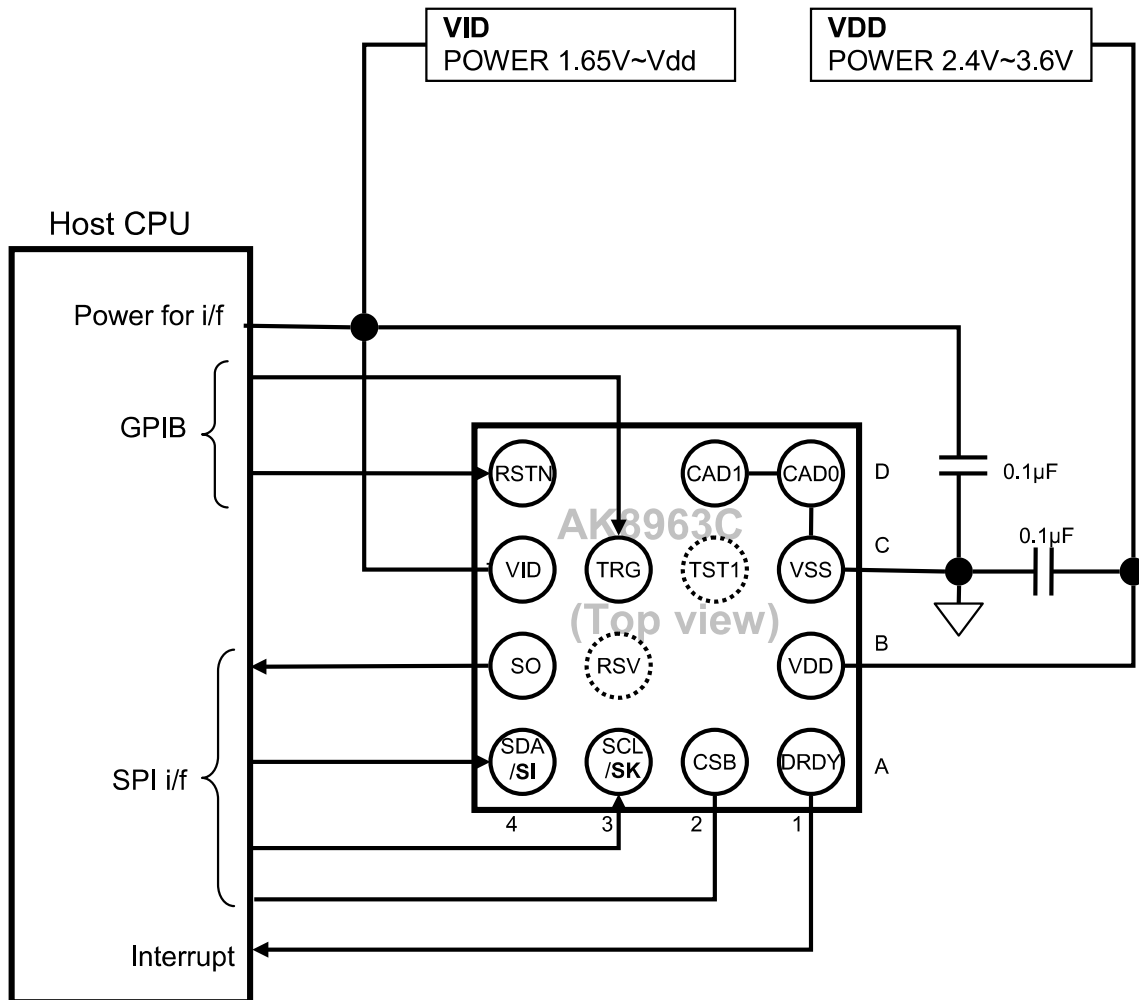 VID
POWER 1.65V~Vdd
VDD
POWER 2.4V~3.6V
Host CPU
Power for i/f
GPIB
RSTN
CAD1
CAD0
D
0.1µF
AK8963C
0.1µF
C
VID
TRG
TST1
VSS
(Top view)
B
SO
RSV
VDD
SDA
/SI
SCL
/SK
CSB
DRDY
A
SPI i/f
4
3
2
1
Interrupt